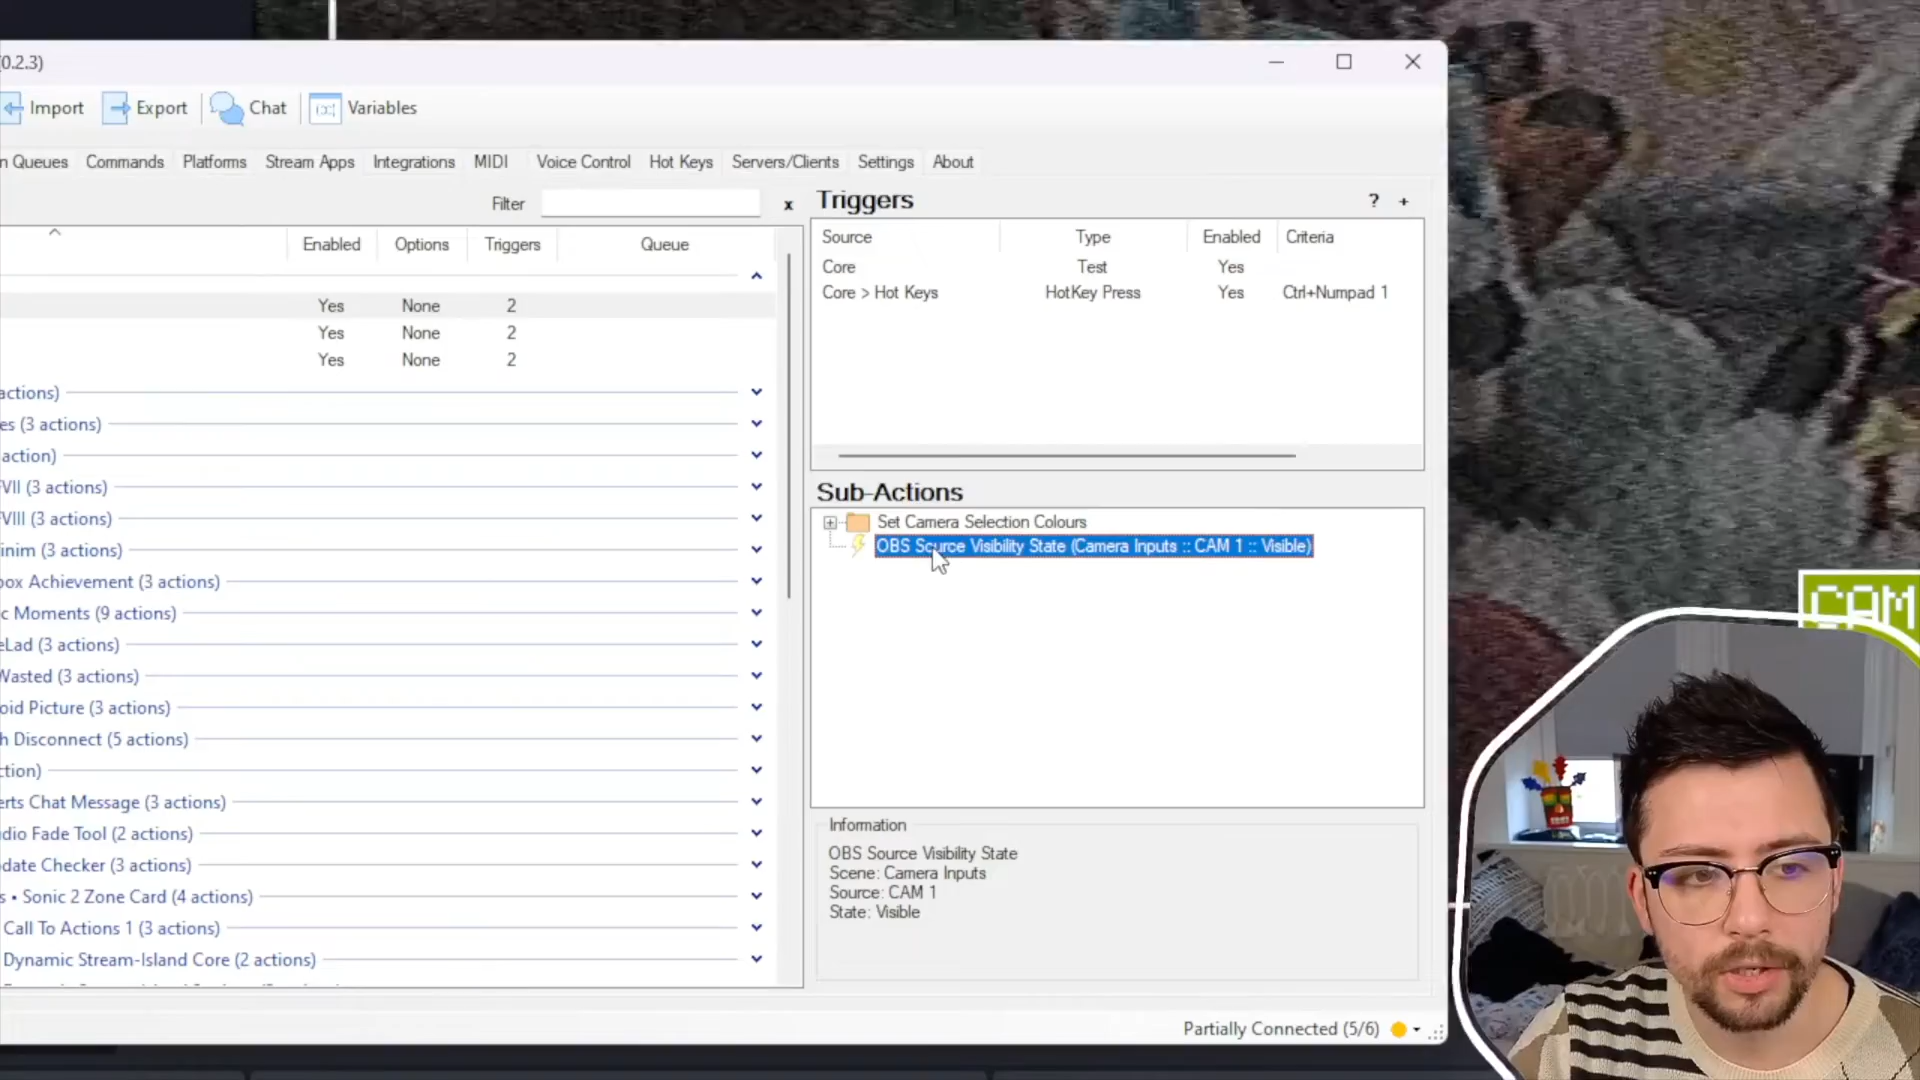 (0.2.3)
Import Export Chat Variables
n Queues Commands Platforms Stream Apps Integrations MIDI Voice Control Hot Keys Servers/Clients Settings About
Filter x
Enabled Options Triggers Queue
Yes None 2
Yes None 2
Yes None 2
actions)
es (3 actions)
action)
VII (3 actions)
VIII (3 actions)
inim (3 actions)
box Achievement (3 actions)
c Moments (9 actions)
eLad (3 actions)
Wasted (3 actions)
oid Picture (3 actions)
h Disconnect (5 actions)
ction)
erts Chat Message (3 actions)
udio Fade Tool (2 actions)
pdate Checker (3 actions)
s • Sonic 2 Zone Card (4 actions)
Call To Actions 1 (3 actions)
Dynamic Stream-Island Core (2 actions)
Triggers ? +
Source Type Enabled Criteria
Core Test Yes
Core > Hot Keys HotKey Press Yes Ctrl+Numpad 1
Sub-Actions
Set Camera Selection Colours
OBS Source Visibility State (Camera Inputs :: CAM 1 :: Visible)
Information
OBS Source Visibility State
Scene: Camera Inputs
Source: CAM 1
State: Visible
Partially Connected (5/6)
CAM